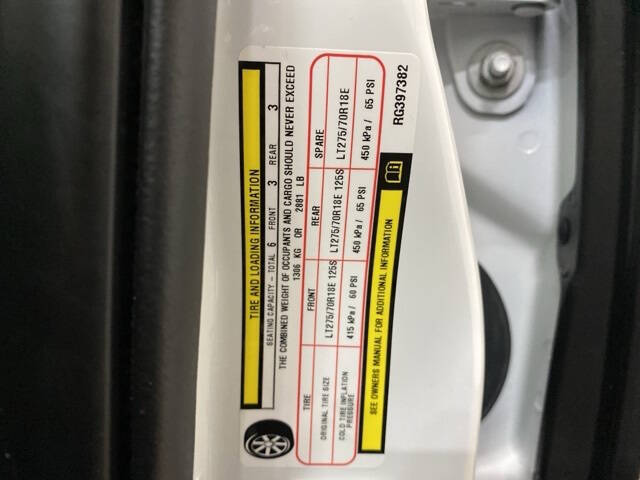 TIRE AND LOADING INFORMATION
SEATING CAPACITY - TOTAL 6 FRONT 3 REAR 3
THE COMBINED WEIGHT OF OCCUPANTS AND CARGO SHOULD NEVER EXCEED
1306 KG OR 2881 LB
TIRE FRONT REAR SPARE
ORIGINAL TIRE SIZE LT275/70R18E 125S LT275/70R18E 125S LT275/70R18E
COLD TIRE INFLATION PRESSURE 415 kPa / 60 PSI 450 kPa / 65 PSI 450 kPa / 65 PSI
SEE OWNERS MANUAL FOR ADDITIONAL INFORMATION
RG397382